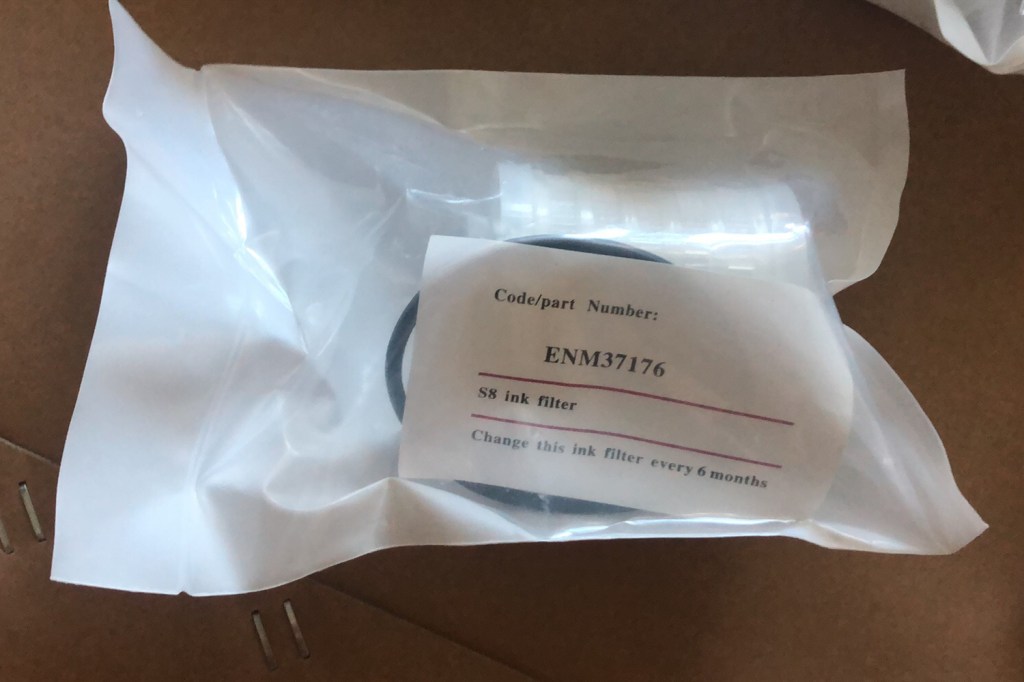 Code/part Number:
ENM37176
S8 ink filter
Change this ink filter every 6 months